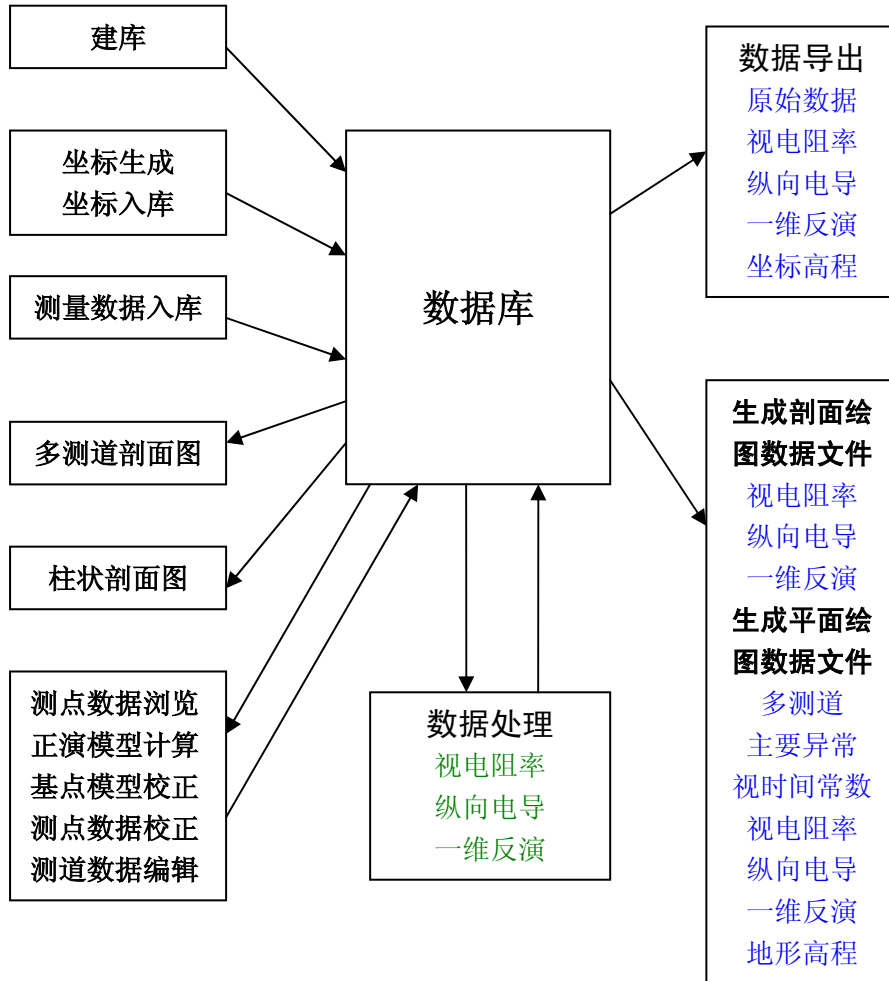 建库
坐标生成
坐标入库
测量数据入库
多测道剖面图
柱状剖面图
测点数据浏览
正演模型计算
基点模型校正
测点数据校正
测道数据编辑
数据库
数据处理
视电阻率
纵向电导
一维反演
数据导出
原始数据
视电阻率
纵向电导
一维反演
坐标高程
生成剖面绘
图数据文件
视电阻率
纵向电导
一维反演
生成平面绘
图数据文件
多测道
主要异常
视时间常数
视电阻率
纵向电导
一维反演
地形高程